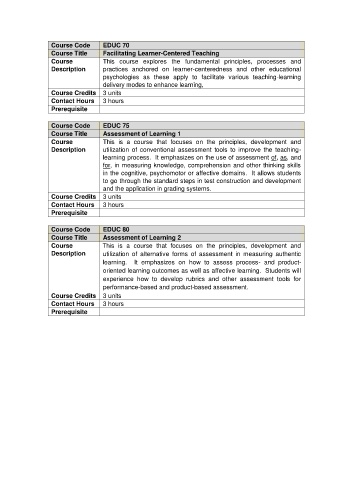 Course Code EDUC 70
Course Title Facilitating Learner-Centered Teaching
Course Description This course explores the fundamental principles, processes and
practices anchored on learner-centeredness and other educational
psychologies as these apply to facilitate various teaching-learning
delivery modes to enhance learning.
Course Credits 3 units
Contact Hours 3 hours
Prerequisite
Course Code EDUC 75
Course Title Assessment of Learning 1
Course Description This is a course that focuses on the principles, development and
utilization of conventional assessment tools to improve the teaching-
learning process. It emphasizes on the use of assessment of, as, and
for, in measuring knowledge, comprehension and other thinking skills
in the cognitive, psychomotor or affective domains. It allows students
to go through the standard steps in test construction and development
and the application in grading systems.
Course Credits 3 units
Contact Hours 3 hours
Prerequisite
Course Code EDUC 80
Course Title Assessment of Learning 2
Course Description This is a course that focuses on the principles, development and
utilization of alternative forms of assessment in measuring authentic
learning. It emphasizes on how to assess process- and product-
oriented learning outcomes as well as affective learning. Students will
experience how to develop rubrics and other assessment tools for
performance-based and product-based assessment.
Course Credits 3 units
Contact Hours 3 hours
Prerequisite